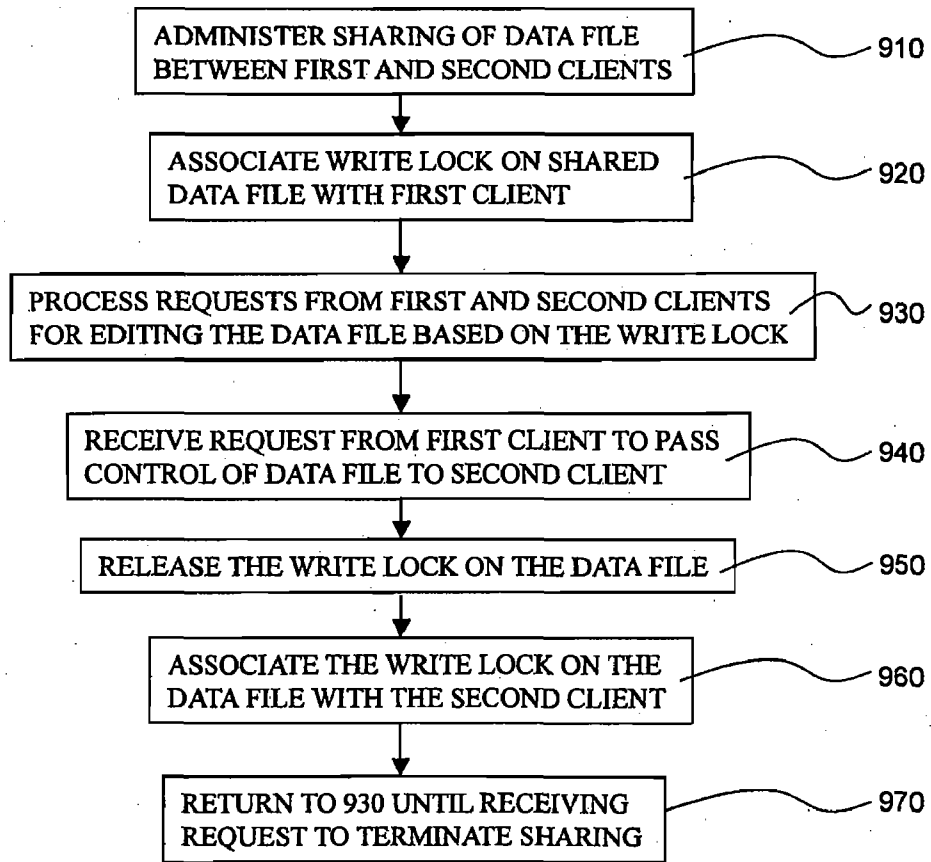 ADMINISTER SHARING OF DATA FILE
BETWEEN FIRST AND SECOND CLIENTS
910
ASSOCIATE WRITE LOCK ON SHARED
DATA FILE WITH FIRST CLIENT
920
PROCESS REQUESTS FROM FIRST AND SECOND CLIENTS
FOR EDITING THE DATA FILE BASED ON THE WRITE LOCK
930
RECEIVE REQUEST FROM FIRST CLIENT TO PASS
CONTROL OF DATA FILE TO SECOND CLIENT
940
RELEASE THE WRITE LOCK ON THE DATA FILE
950
ASSOCIATE THE WRITE LOCK ON THE
DATA FILE WITH THE SECOND CLIENT
960
RETURN TO 930 UNTIL RECEIVING
REQUEST TO TERMINATE SHARING
970